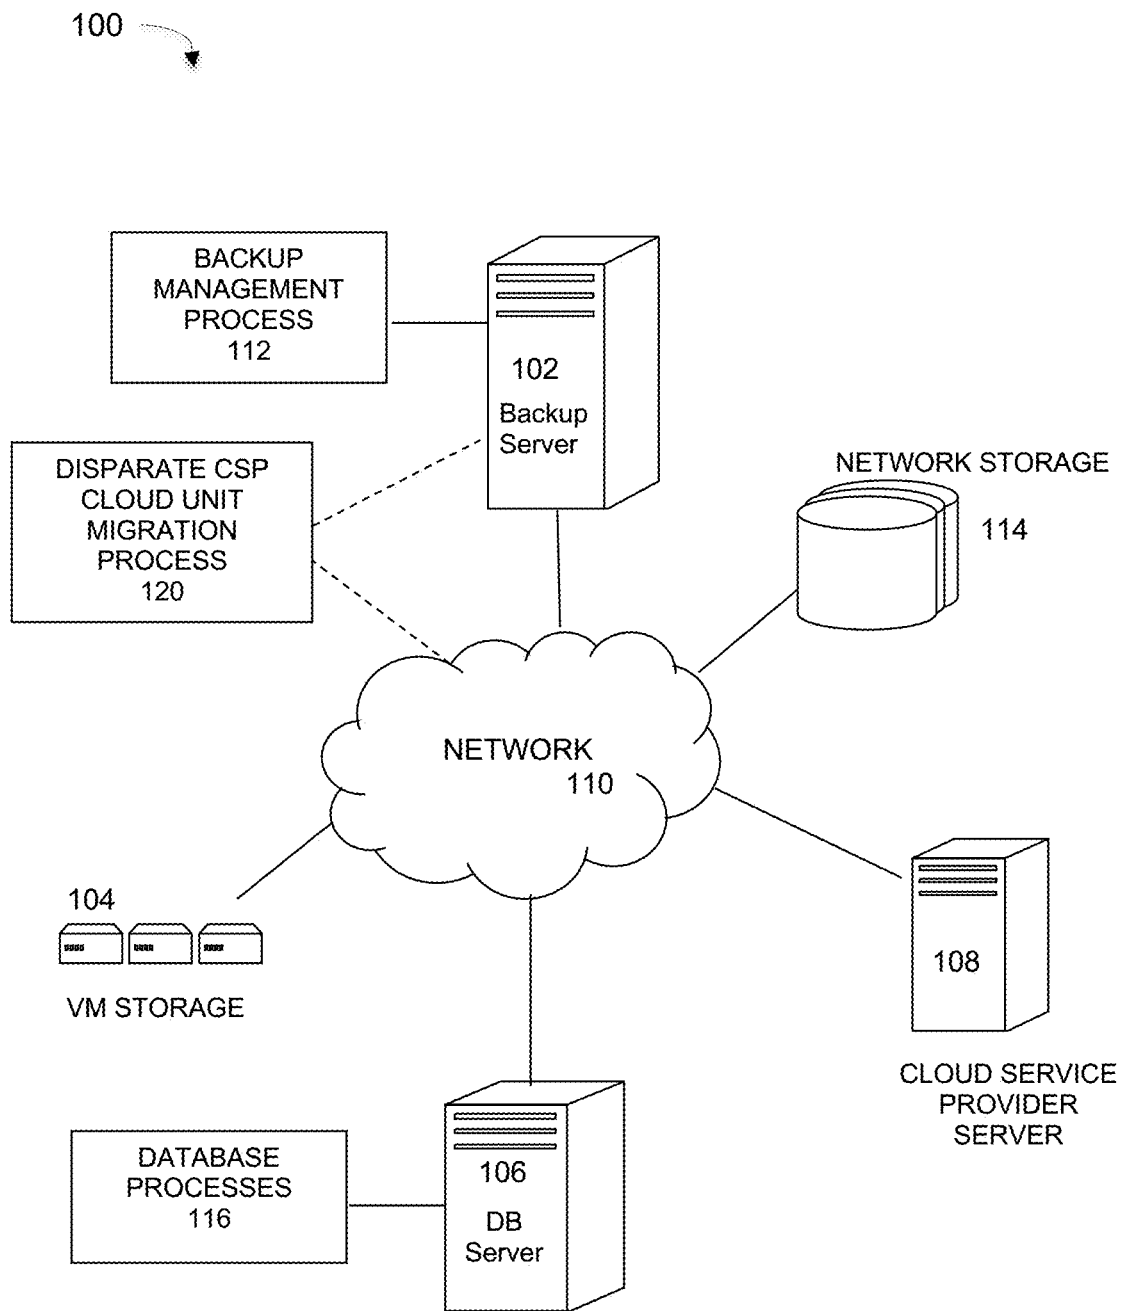 100
BACKUP
MANAGEMENT
PROCESS
112
102
Backup
Server
DISPARATE CSP
CLOUD UNIT
MIGRATION
PROCESS
120
NETWORK STORAGE
114
NETWORK
110
104
VM STORAGE
108
CLOUD SERVICE
PROVIDER
SERVER
DATABASE
PROCESSES
116
106
DB
Server